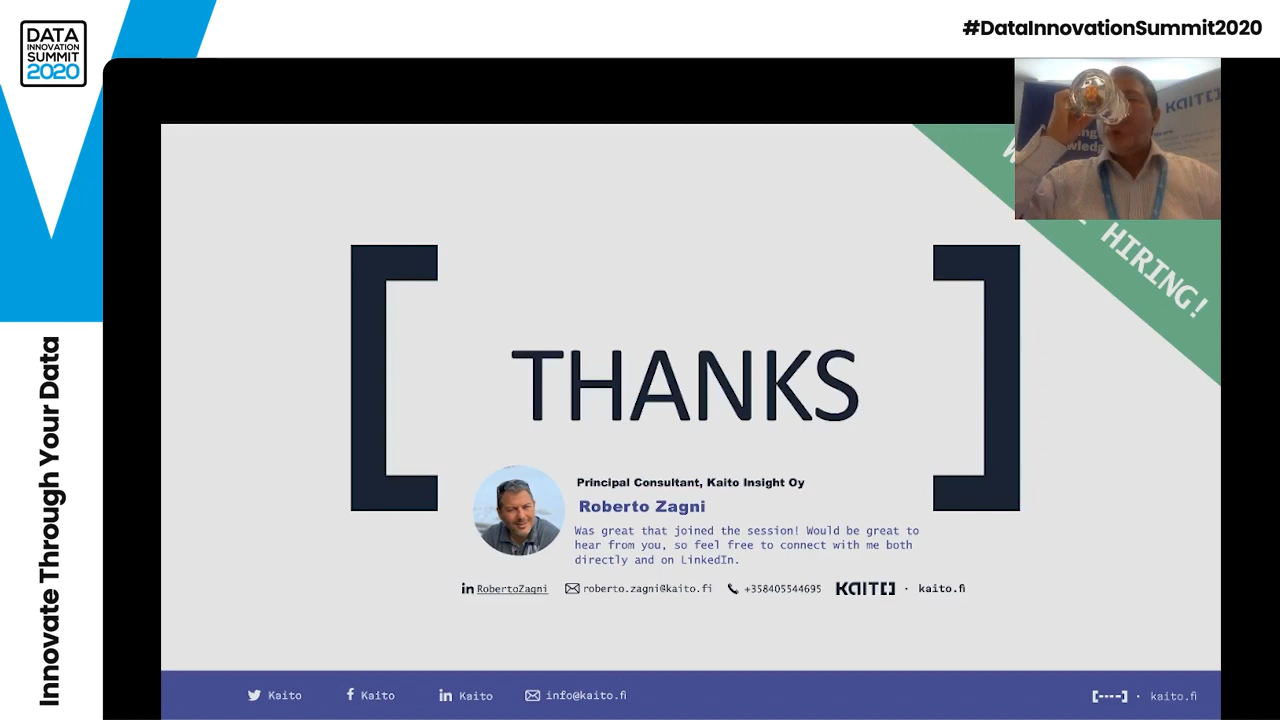 DATA
INNOVATION
SUMMIT
2020
#DataInnovationSummit2020
Innovate Through Your Data
KAITO
HIRING!
THANKS
Principal Consultant, Kaito Insight Oy
Roberto Zagni
Was great that joined the session! Would be great to
hear from you, so feel free to connect with me both
directly and on LinkedIn.
in RobertoZagni
roberto.zagni@kaito.fi
+358405544695
KAIT[] · kaito.fi
Kaito
Kaito
in Kaito
info@kaito.fi
[----] · kaito.fi